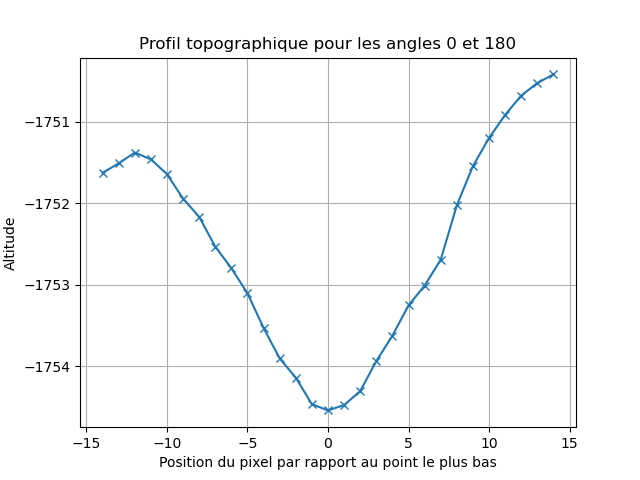 Profil topographique pour les angles 0 et 180
Altitude
−1751
−1752
−1753
−1754
−15 −10 −5 0 5 10 15
Position du pixel par rapport au point le plus bas